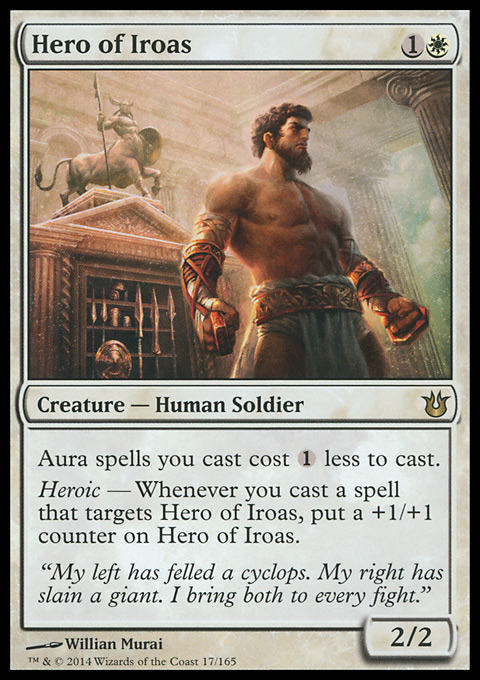 Hero of Iroas 1
Creature — Human Soldier
Aura spells you cast cost 1 less to cast.
Heroic — Whenever you cast a spell
that targets Hero of Iroas, put a +1/+1
counter on Hero of Iroas.
“My left has felled a cyclops. My right has
slain a giant. I bring both to every fight.”
Willian Murai
2/2
™ & © 2014 Wizards of the Coast 17/165